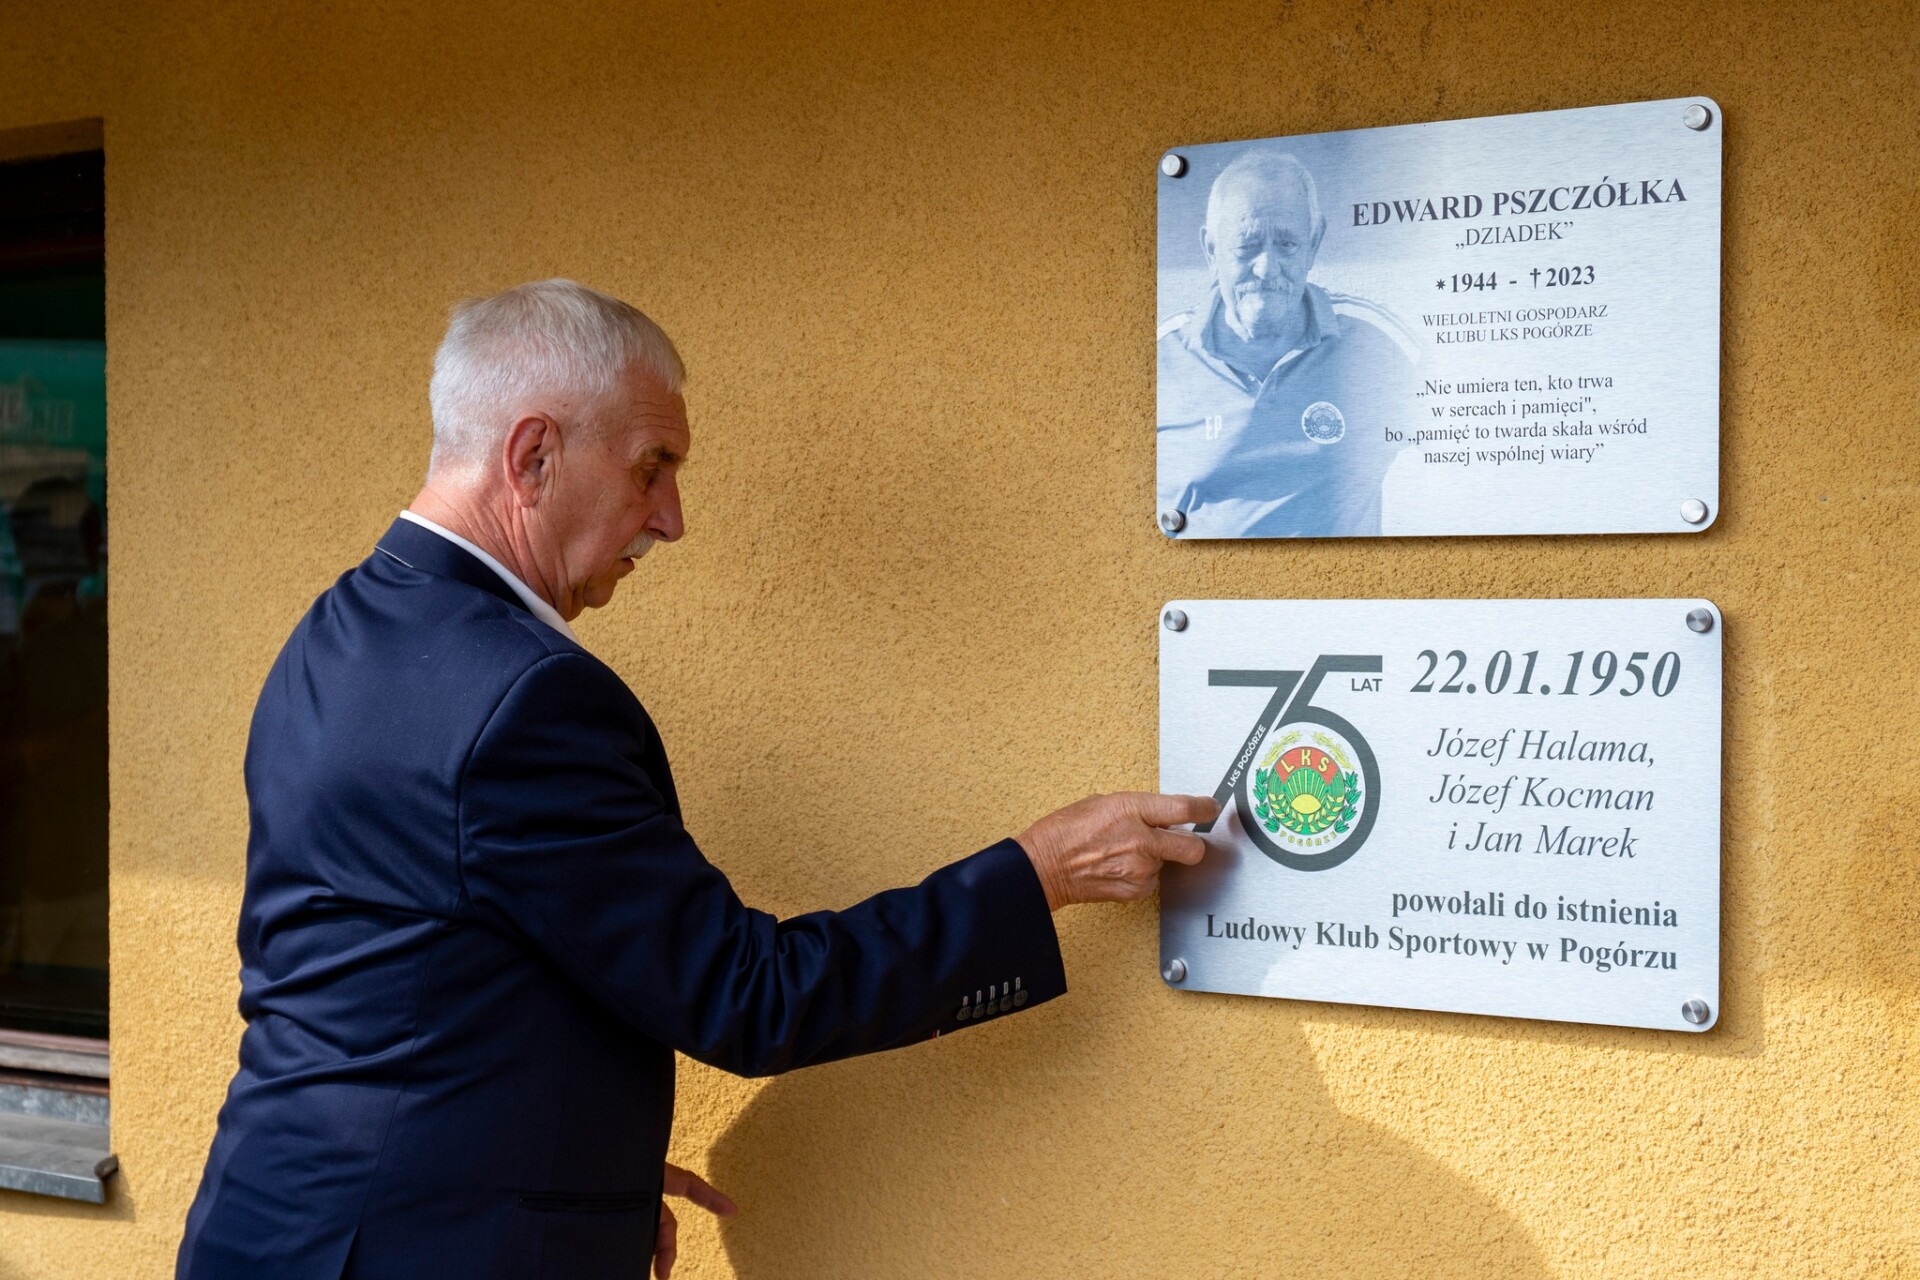 EDWARD PSZCZÓŁKA
„DZIADEK”
*1944 - †2023
WIELOLETNI GOSPODARZ
KLUBU LKS POGÓRZE
„Nie umiera ten, kto trwa
w sercach i pamięci",
bo „pamięć to twarda skała wśród
naszej wspólnej wiary”
EP
75 LAT
LKS POGÓRZE
LKS
POGÓRZE
22.01.1950
Józef Halama,
Józef Kocman
i Jan Marek
powołali do istnienia
Ludowy Klub Sportowy w Pogórzu